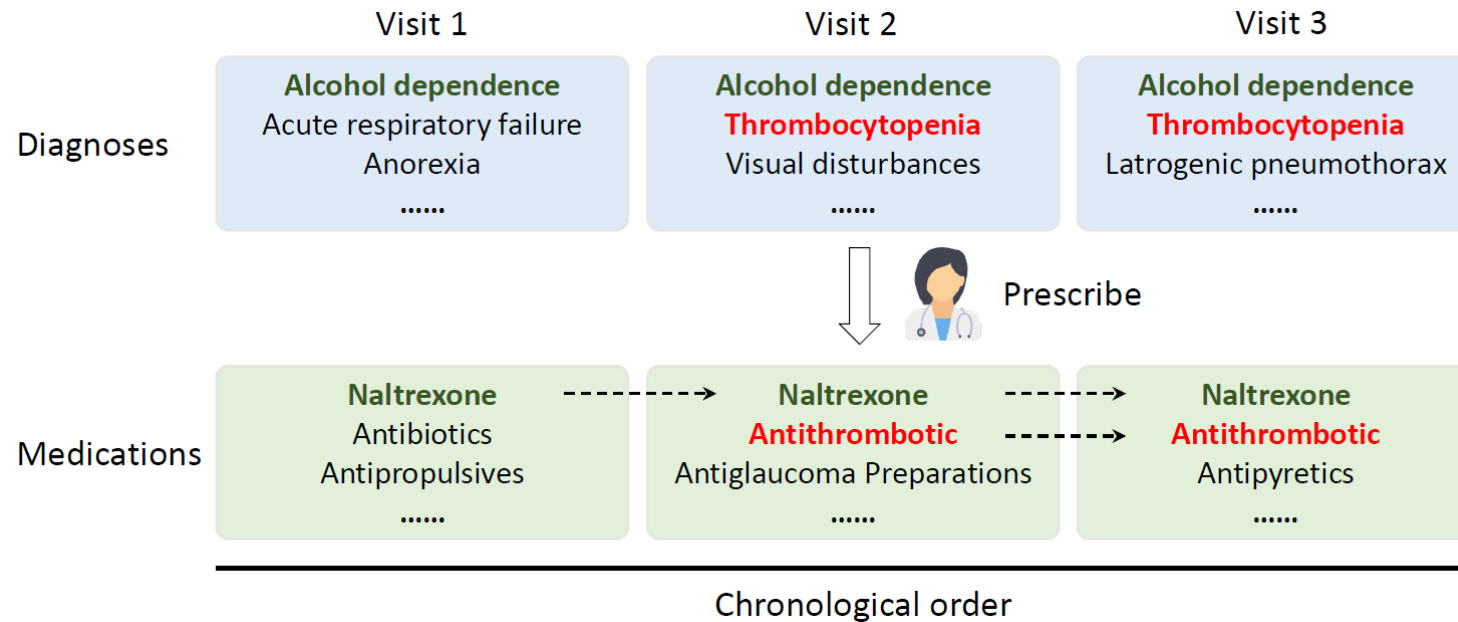 Visit 1
Visit 2
Visit 3
Diagnoses
Alcohol dependence
Acute respiratory failure
Anorexia
......
Alcohol dependence
Thrombocytopenia
Visual disturbances
......
Alcohol dependence
Thrombocytopenia
Latrogenic pneumothorax
......
Prescribe
Medications
Naltrexone
Antibiotics
Antipropulsives
......
Naltrexone
Antithrombotic
Antiglaucoma Preparations
......
Naltrexone
Antithrombotic
Antipyretics
......
Chronological order